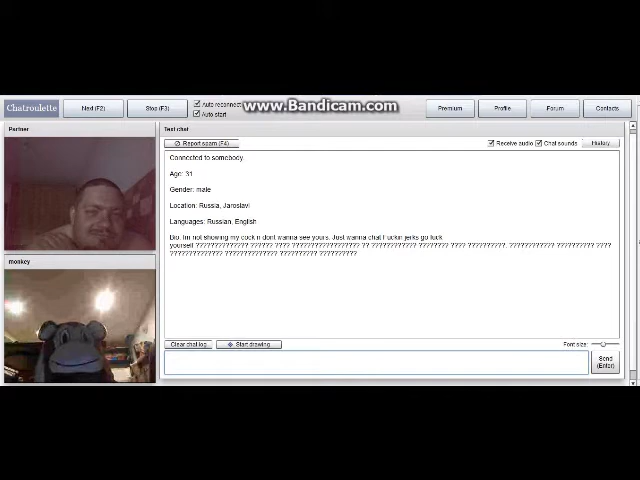 www.Bandicam.com
Chatroulette
Next (F2)
Stop (F3)
Auto reconnect
Auto start
Premium
Profile
Forum
Contacts
Partner
Text chat
Report spam (F4)
Receive audio
Chat sounds
History
Connected to somebody.
Age: 31
Gender: male
Location: Russia, Jaroslavl
Languages: Russian, English
Bio: Im not showing my cock n dont wanna see yours. Just wanna chat Fuckin jerks go fuck
yourself ?????????????? ?????? ???? ?????????????????? ?? ???????????? ???????? ???? ??????????. ???????????? ?????????? ????
?????????????? ?????????????? ?????????? ??????????
monkey
Clear chat log
Start drawing
Font size:
Send
(Enter)